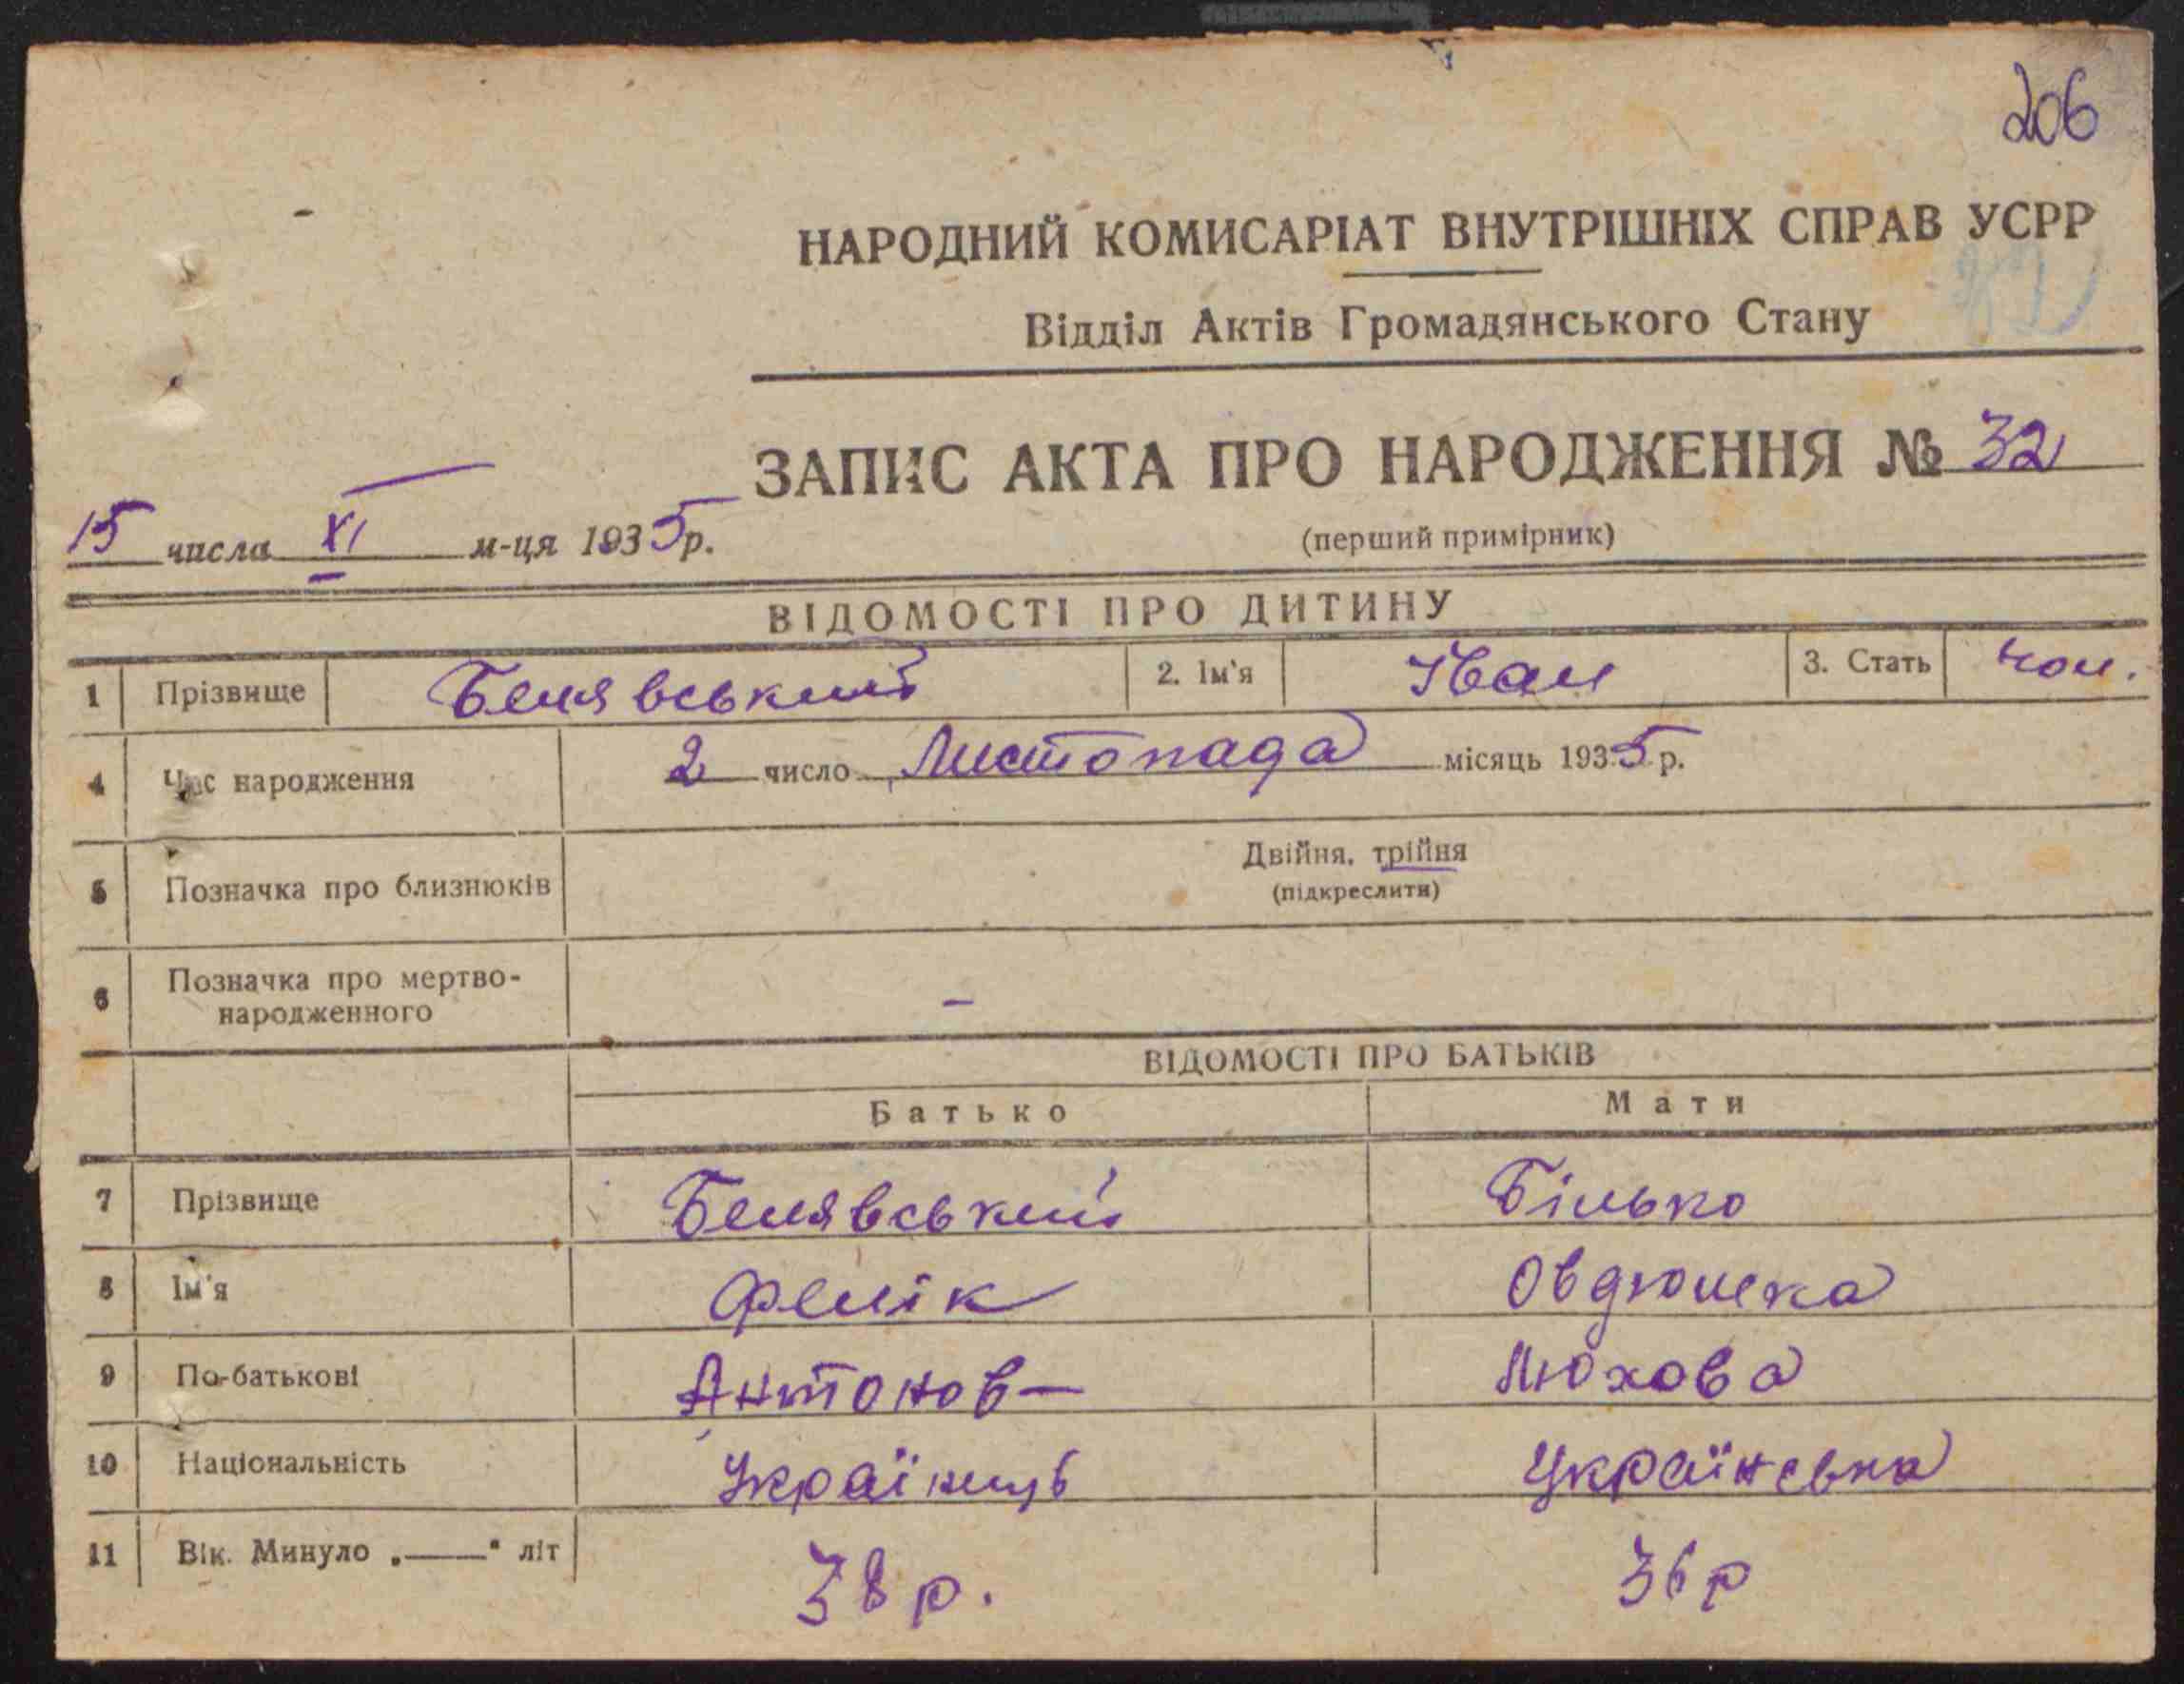 206
НАРОДНИЙ КОМИСАРІАТ ВНУТРІШНІХ СПРАВ УСРР
Відділ Актів Громадянського Стану
ЗАПИС АКТА ПРО НАРОДЖЕННЯ № 32
15 числа XI м-ця 1935р.
(перший примірник)
ВІДОМОСТІ ПРО ДИТИНУ
1 Прізвище Белявський 2. Ім'я Іван 3. Стать чол.
4 Час народження 2 число Листопада місяць 1935 р.
5 Позначка про близнюків Двійня, трійня
(підкреслити)
6 Позначка про мертво-
народженного –
ВІДОМОСТІ ПРО БАТЬКІВ
Батько Мати
7 Прізвище Белявський Білько
8 Ім'я Фелік
9 По-батькові Антонов– Люхова
10 Національність Українець Українська
11 Вік. Минуло „——" літ 38 р. 36 р